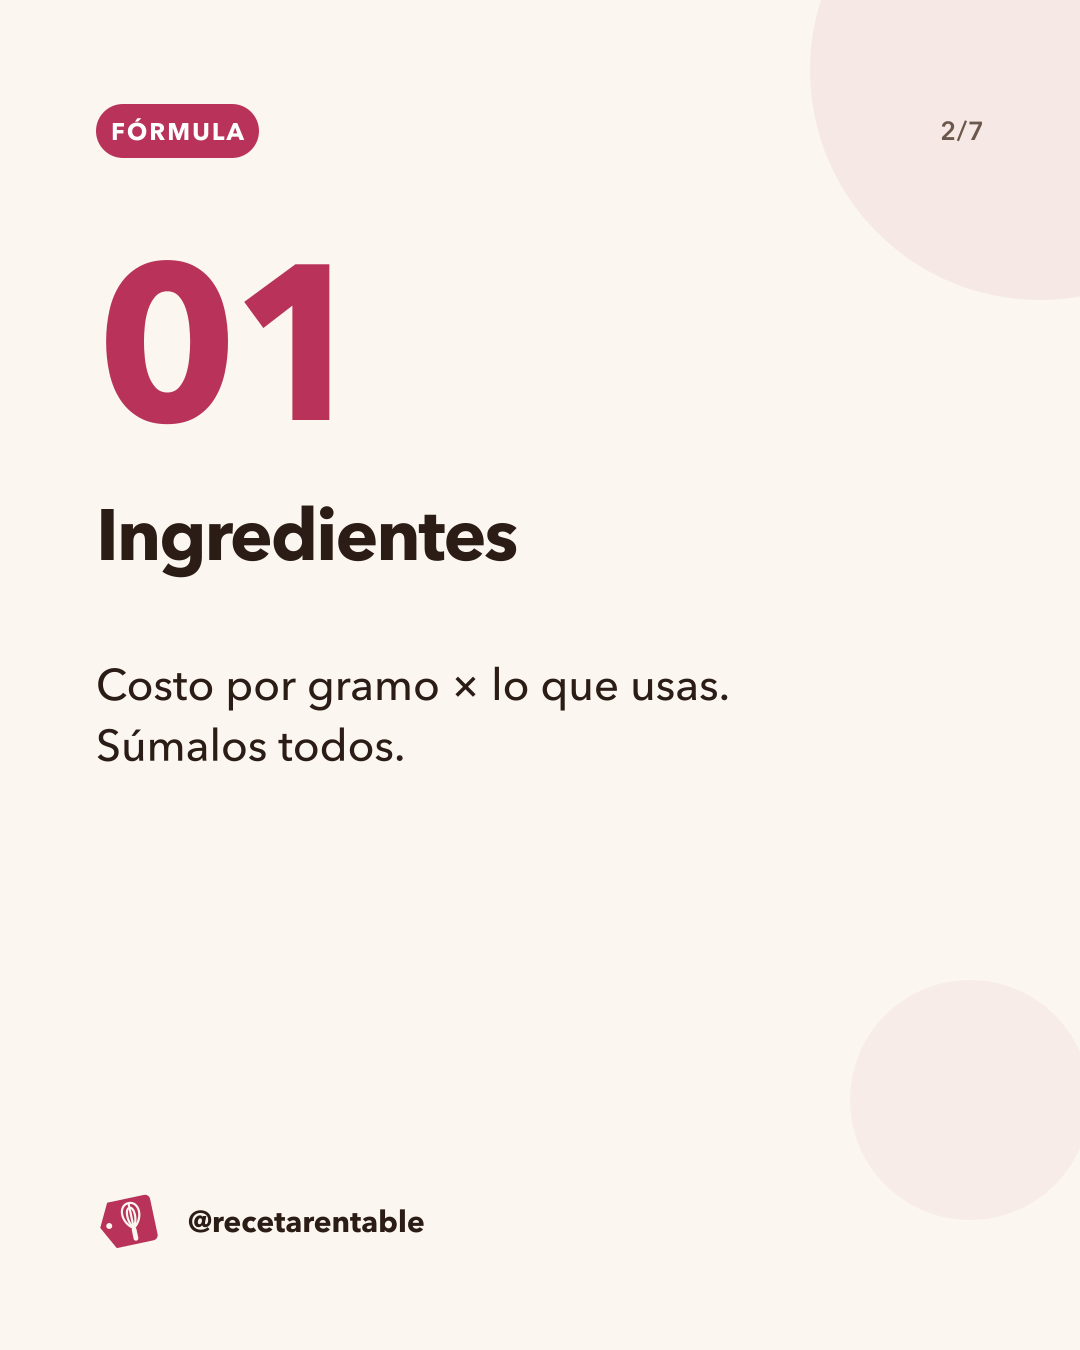 FÓRMULA
2/7
01
Ingredientes
Costo por gramo × lo que usas.
Súmalos todos.
@recetarentable